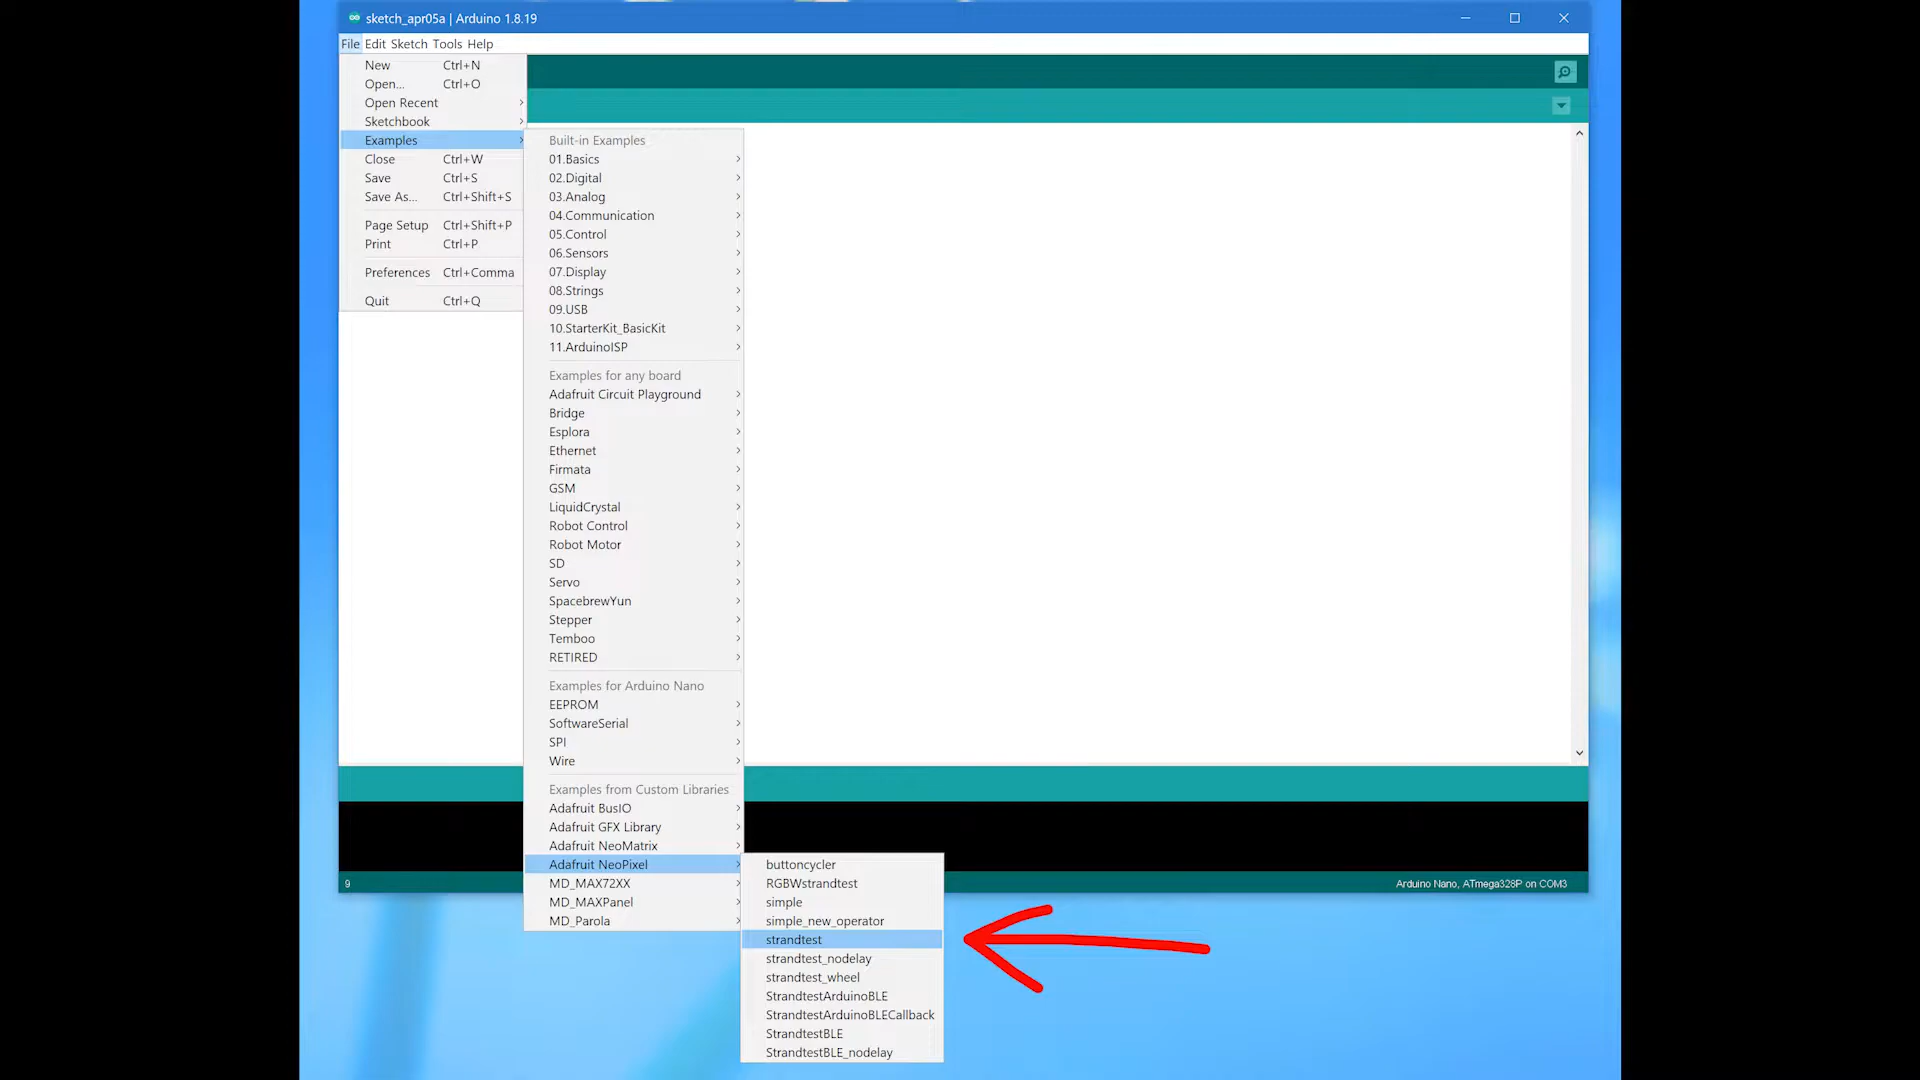 sketch_apr05a | Arduino 1.8.19
File Edit Sketch Tools Help
New Ctrl+N
Open... Ctrl+O
Open Recent
Sketchbook
Examples
Close Ctrl+W
Save Ctrl+S
Save As... Ctrl+Shift+S
Page Setup Ctrl+Shift+P
Print Ctrl+P
Preferences Ctrl+Comma
Quit Ctrl+Q
Built-in Examples
01.Basics
02.Digital
03.Analog
04.Communication
05.Control
06.Sensors
07.Display
08.Strings
09.USB
10.StarterKit_BasicKit
11.ArduinoISP
Examples for any board
Adafruit Circuit Playground
Bridge
Esplora
Ethernet
Firmata
GSM
LiquidCrystal
Robot Control
Robot Motor
SD
Servo
SpacebrewYun
Stepper
Temboo
RETIRED
Examples for Arduino Nano
EEPROM
SoftwareSerial
SPI
Wire
Examples from Custom Libraries
Adafruit BusIO
Adafruit GFX Library
Adafruit NeoMatrix
Adafruit NeoPixel
MD_MAX72XX
MD_MAXPanel
MD_Parola
buttoncycler
RGBWstrandtest
simple
simple_new_operator
strandtest
strandtest_nodelay
strandtest_wheel
StrandtestArduinoBLE
StrandtestArduinoBLECallback
StrandtestBLE
StrandtestBLE_nodelay
9
Arduino Nano, ATmega328P on COM3